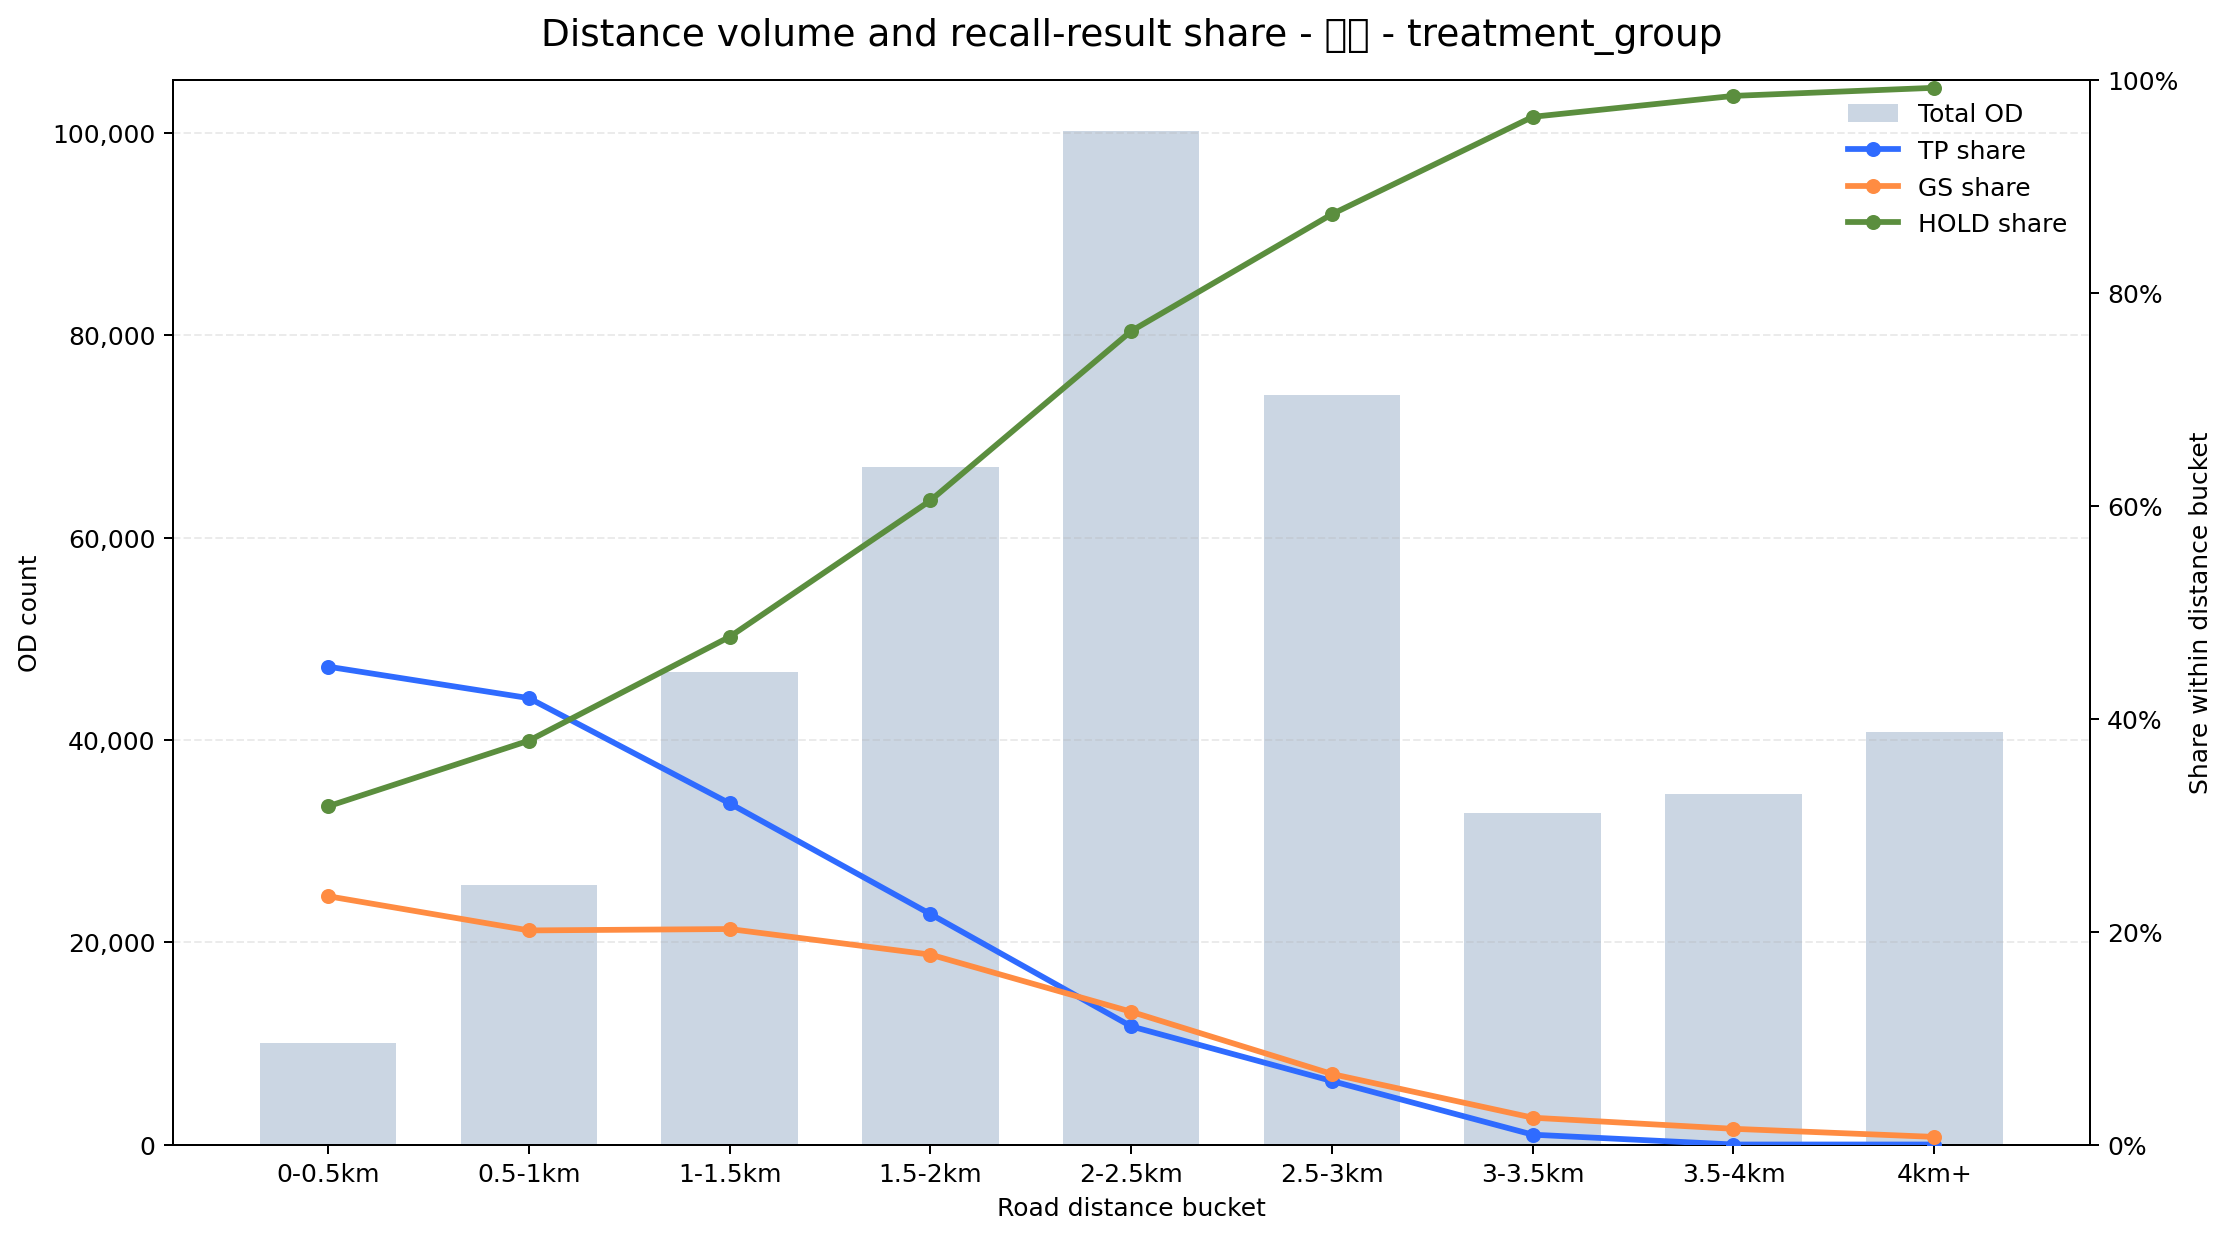 Distance volume and recall-result share - - treatment_group
100%
100,000
Total OD
TP share
GS share
HOLD share
80,000
80%
60,000
60%
OD count
Share within distance bucket
40,000
40%
20,000
20%
0
0%
0-0.5km
0.5-1km
1-1.5km
1.5-2km
2-2.5km
2.5-3km
3-3.5km
3.5-4km
4km+
Road distance bucket